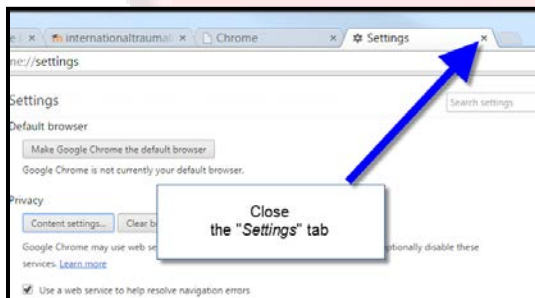 internationaltraumali Chrome Settings
ne://settings
Settings
Search settings
Default browser
Make Google Chrome the default browser
Google Chrome is not currently your default browser.
Privacy
Content settings... Clear b
Close
the "Settings" tab
Google Chrome may use web se ptionally disable these
services. Learn more
Use a web service to help resolve navigation errors